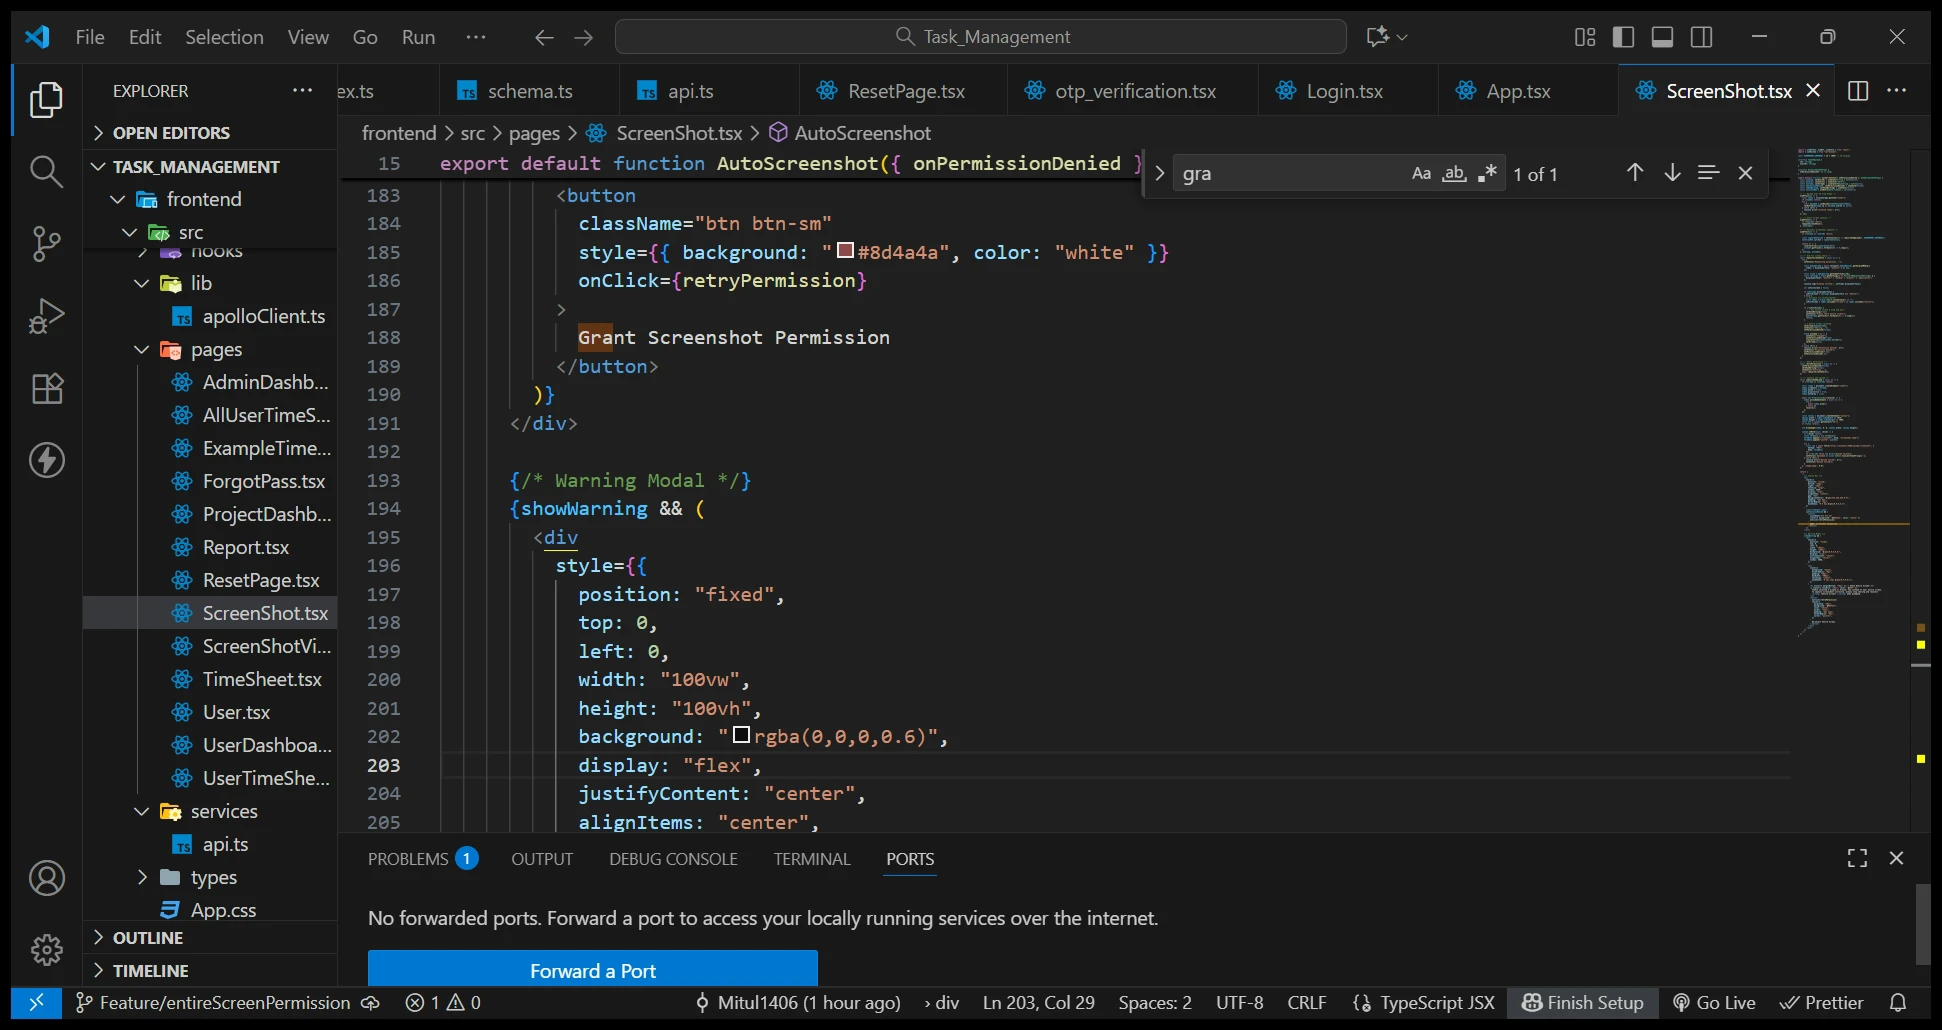 File Edit Selection View Go Run ··· Task_Management
EXPLORER
OPEN EDITORS
TASK_MANAGEMENT
frontend
src
hooks
lib
apolloClient.ts
pages
AdminDashb...
AllUserTimeS...
ExampleTime...
ForgotPass.tsx
ProjectDashb...
Report.tsx
ResetPage.tsx
ScreenShot.tsx
ScreenShotVi...
TimeSheet.tsx
User.tsx
UserDashboa...
UserTimeShe...
services
api.ts
types
App.css
OUTLINE
TIMELINE
ex.ts schema.ts api.ts ResetPage.tsx otp_verification.tsx Login.tsx App.tsx ScreenShot.tsx
frontend > src > pages > ScreenShot.tsx > AutoScreenshot
gra Aa ab .* 1 of 1
15 export default function AutoScreenshot({ onPermissionDenied }
183 <button
184 className="btn btn-sm"
185 style={{ background: "#8d4a4a", color: "white" }}
186 onClick={retryPermission}
187 >
188 Grant Screenshot Permission
189 </button>
190 )}
191 </div>
192
193 {/* Warning Modal */}
194 {showWarning && (
195 <div
196 style={{
197 position: "fixed",
198 top: 0,
199 left: 0,
200 width: "100vw",
201 height: "100vh",
202 background: "rgba(0,0,0,0.6)",
203 display: "flex",
204 justifyContent: "center",
205 alignItems: "center",
PROBLEMS 1 OUTPUT DEBUG CONSOLE TERMINAL PORTS
No forwarded ports. Forward a port to access your locally running services over the internet.
Forward a Port
Feature/entireScreenPermission 1 0 Mitul1406 (1 hour ago) > div Ln 203, Col 29 Spaces: 2 UTF-8 CRLF {} TypeScript JSX Finish Setup Go Live Prettier